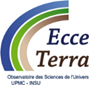 Ecce
Terra
Observatoire des Sciences de l'Univers
UPMC - INSU